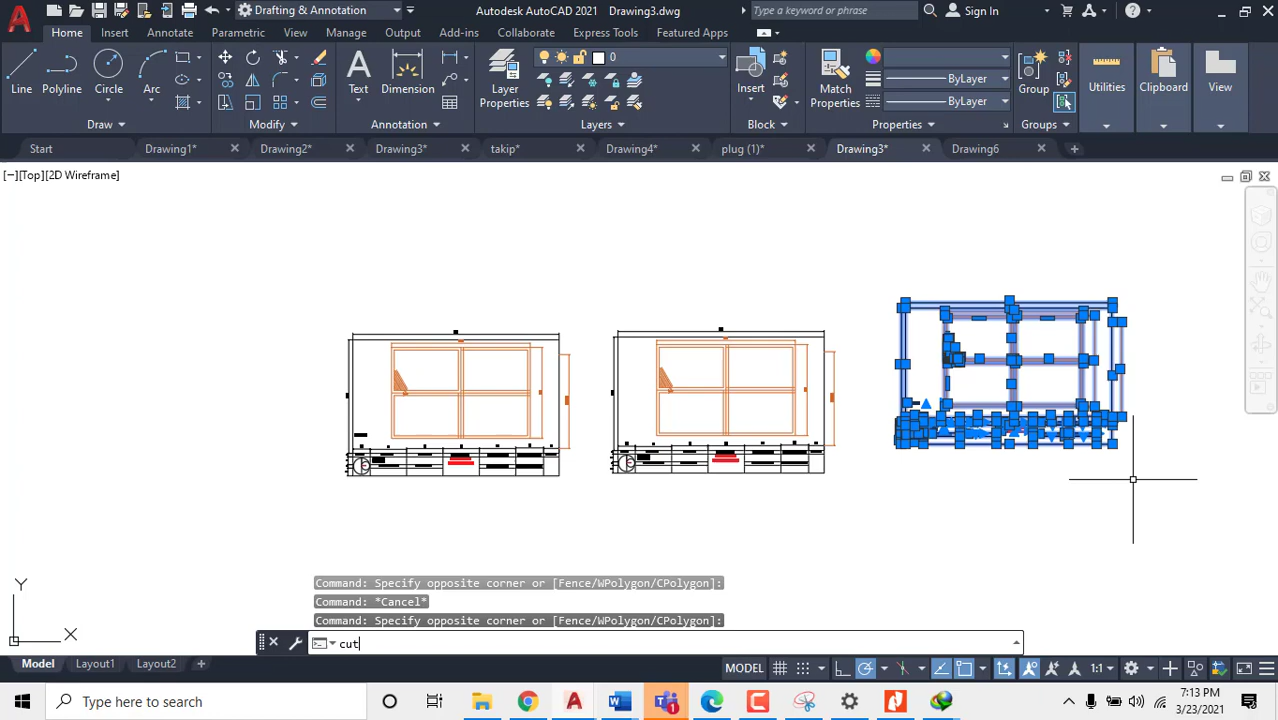 Drafting & Annotation
Autodesk AutoCAD 2021 Drawing3.dwg
Type a keyword or phrase
Sign In
Home Insert Annotate Parametric View Manage Output Add-ins Collaborate Express Tools Featured Apps
0
ByLayer
ByLayer
Line Polyline Circle Arc Text Dimension Layer Properties Insert Match Properties Group Utilities Clipboard View
Draw Modify Annotation Layers Block Properties Groups
Start Drawing1* Drawing2* Drawing3* takip* Drawing4* plug (1)* Drawing3* Drawing6
[−][Top][2D Wireframe]
Y
X
Command: Specify opposite corner or [Fence/WPolygon/CPolygon]:
Command: *Cancel*
Command: Specify opposite corner or [Fence/WPolygon/CPolygon]:
cut
Model Layout1 Layout2
MODEL
1:1
Type here to search
7:13 PM
3/23/2021